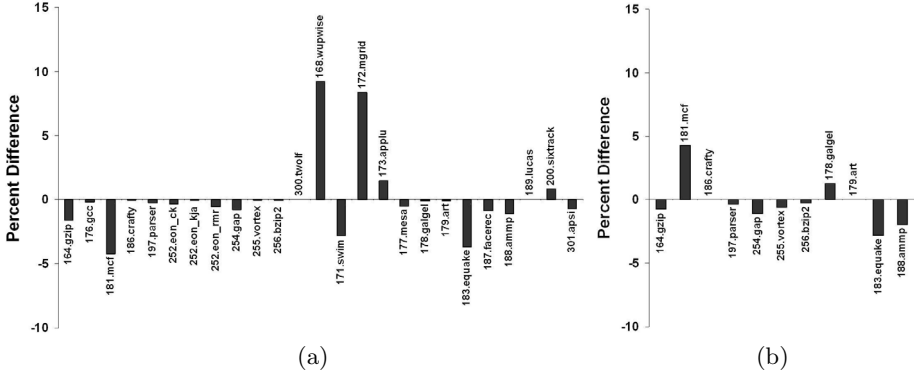 15
10
5
0
-5
-10
Percent Difference
164.gzip
176.gcc
181.mcf
186.crafty
197.parser
252.eon_ck
252.eon_kja
252.eon_rmr
254.gap
255.vortex
256.bzip2
300.twolf
168.wupwise
171.swim
172.mgrid
173.applu
177.mesa
178.galgel
179.art
183.equake
187.facerec
188.ammp
189.lucas
200.sixtrack
301.apsi
(a)
15
10
5
0
-5
-10
Percent Difference
164.gzip
181.mcf
186.crafty
197.parser
254.gap
255.vortex
256.bzip2
178.galgel
179.art
183.equake
188.ammp
(b)